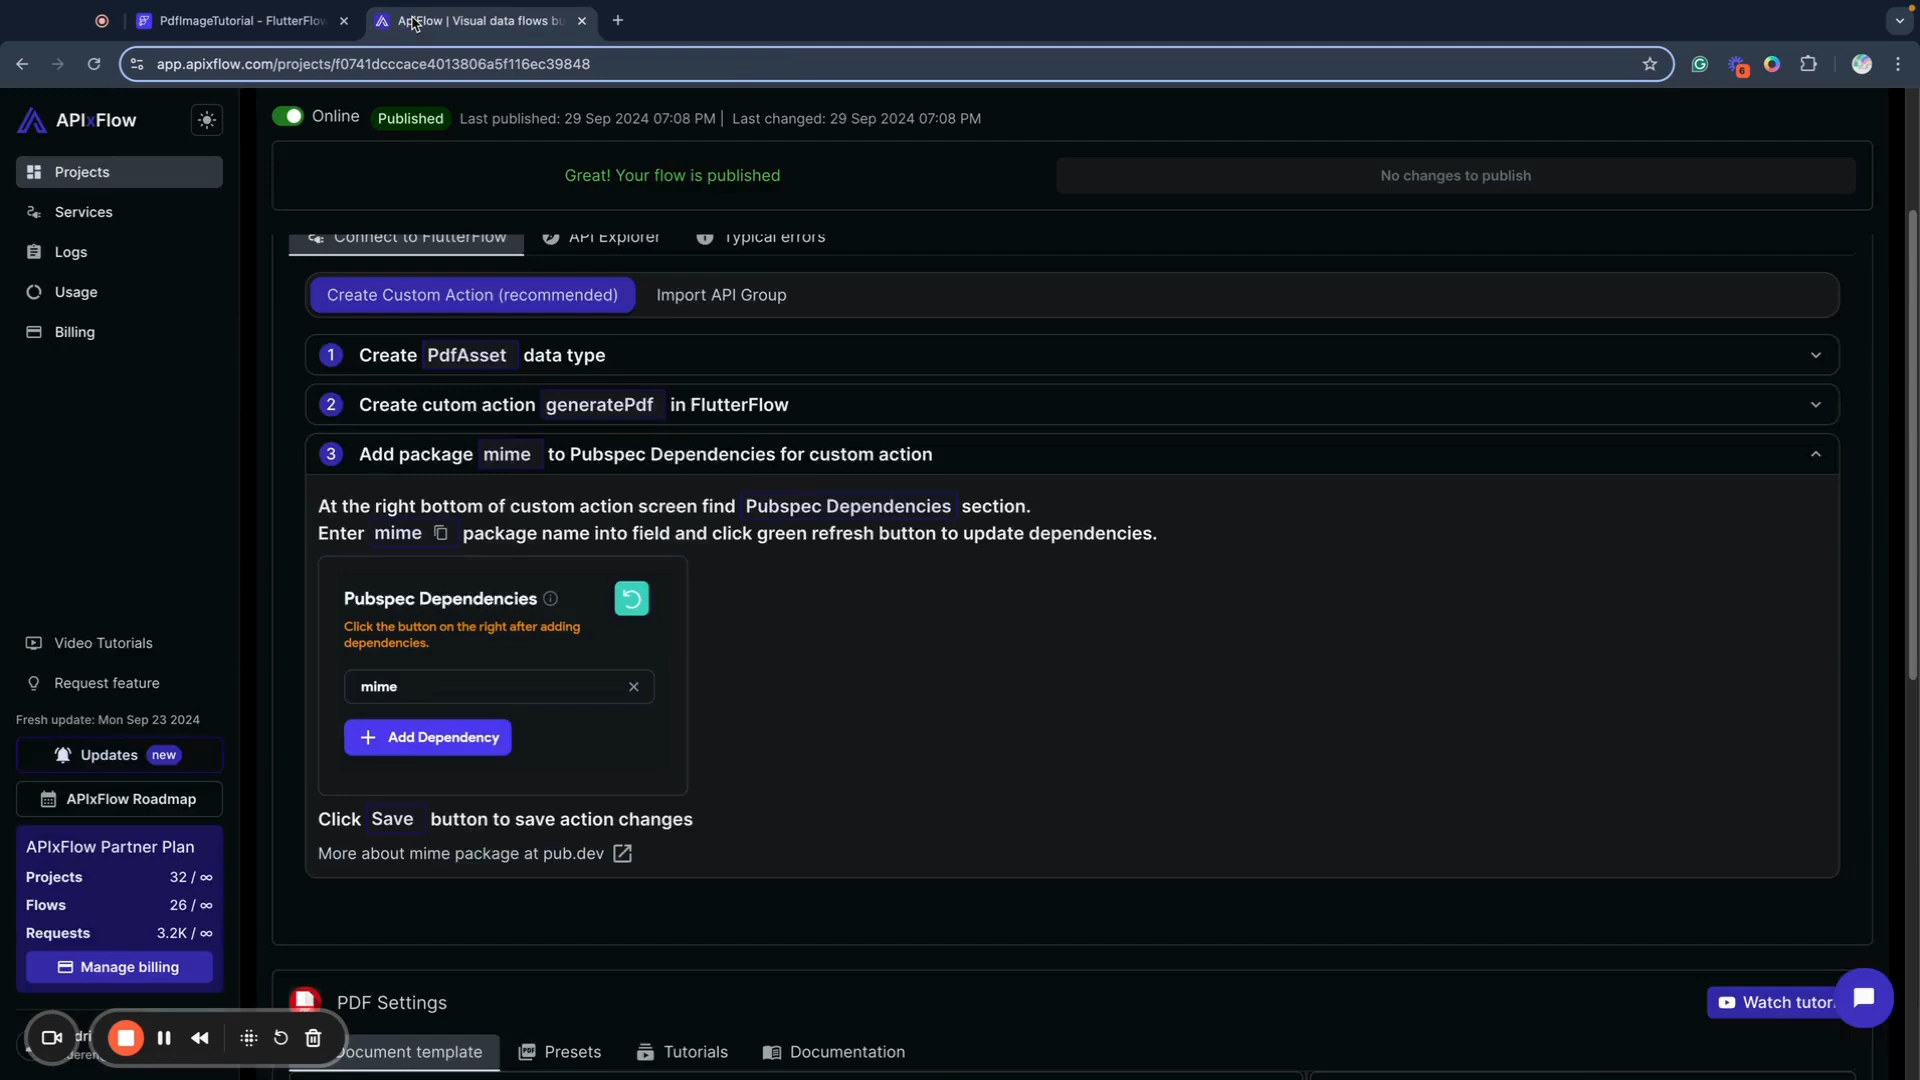 PdfImageTutorial - FlutterFlow
ApiFlow | Visual data flows bu
app.apixflow.com/projects/f0741dcccace4013806a5f116ec39848
6
APIxFlow
Online
Published
Last published: 29 Sep 2024 07:08 PM | Last changed: 29 Sep 2024 07:08 PM
Projects
Services
Logs
Usage
Billing
Great! Your flow is published
No changes to publish
Connect to FlutterFlow
API Explorer
Typical errors
Create Custom Action (recommended)
Import API Group
1 Create PdfAsset data type
2 Create cutom action generatePdf in FlutterFlow
3 Add package mime to Pubspec Dependencies for custom action
At the right bottom of custom action screen find Pubspec Dependencies section.
Enter mime package name into field and click green refresh button to update dependencies.
Pubspec Dependencies
Click the button on the right after adding
dependencies.
mime
+ Add Dependency
Click Save button to save action changes
More about mime package at pub.dev
Video Tutorials
Request feature
Fresh update: Mon Sep 23 2024
Updates new
APIxFlow Roadmap
APIxFlow Partner Plan
Projects 32 / ∞
Flows 26 / ∞
Requests 3.2K / ∞
Manage billing
PDF Settings
Watch tutori
Document template
Presets
Tutorials
Documentation